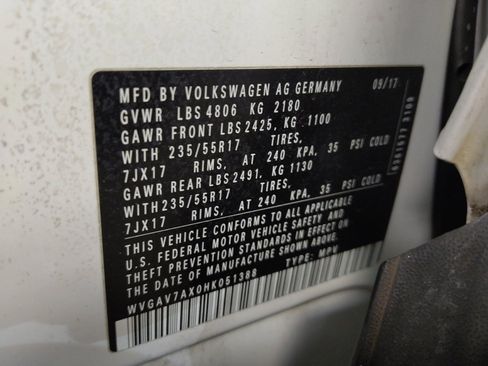 MFD BY VOLKSWAGEN AG GERMANY 09/17
GVWR LBS 4806 KG 2180
GAWR FRONT LBS 2425, KG 1100
WITH 235/55R17 TIRES,
7JX17 RIMS, AT 240 KPA, 35 PSI COLD
GAWR REAR LBS 2491, KG 1130
WITH 235/55R17 TIRES,
7JX17 RIMS, AT 240 KPA, 35 PSI COLD
THIS VEHICLE CONFORMS TO ALL APPLICABLE
U.S. FEDERAL MOTOR VEHICLE SAFETY AND
THEFT PREVENTION STANDARDS IN EFFECT ON
THE DATE OF MANUFACTURE SHOWN ABOVE.
WVGAV7AX0HK051388 TYPE: MPV